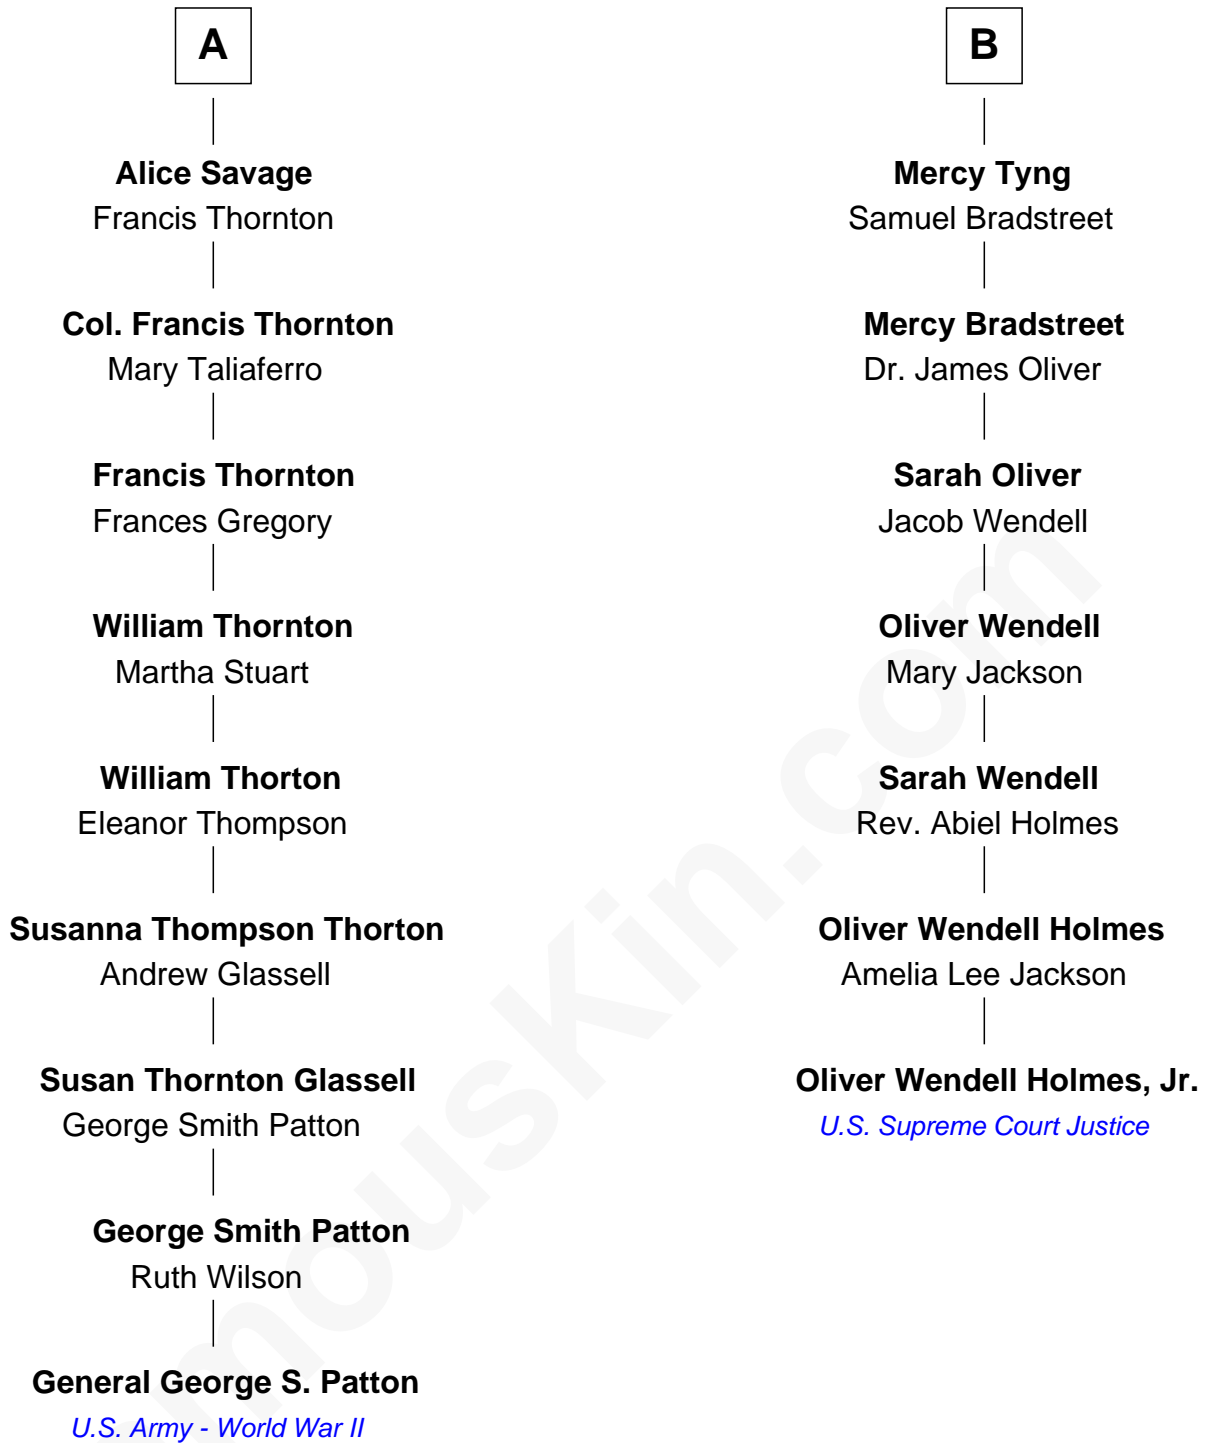 A
Alice Savage
Francis Thornton
Col. Francis Thornton
Mary Taliaferro
Francis Thornton
Frances Gregory
William Thornton
Martha Stuart
William Thorton
Eleanor Thompson
Susanna Thompson Thorton
Andrew Glassell
Susan Thornton Glassell
George Smith Patton
George Smith Patton
Ruth Wilson
General George S. Patton
U.S. Army - World War II
B
Mercy Tyng
Samuel Bradstreet
Mercy Bradstreet
Dr. James Oliver
Sarah Oliver
Jacob Wendell
Oliver Wendell
Mary Jackson
Sarah Wendell
Rev. Abiel Holmes
Oliver Wendell Holmes
Amelia Lee Jackson
Oliver Wendell Holmes, Jr.
U.S. Supreme Court Justice
mousKin.com